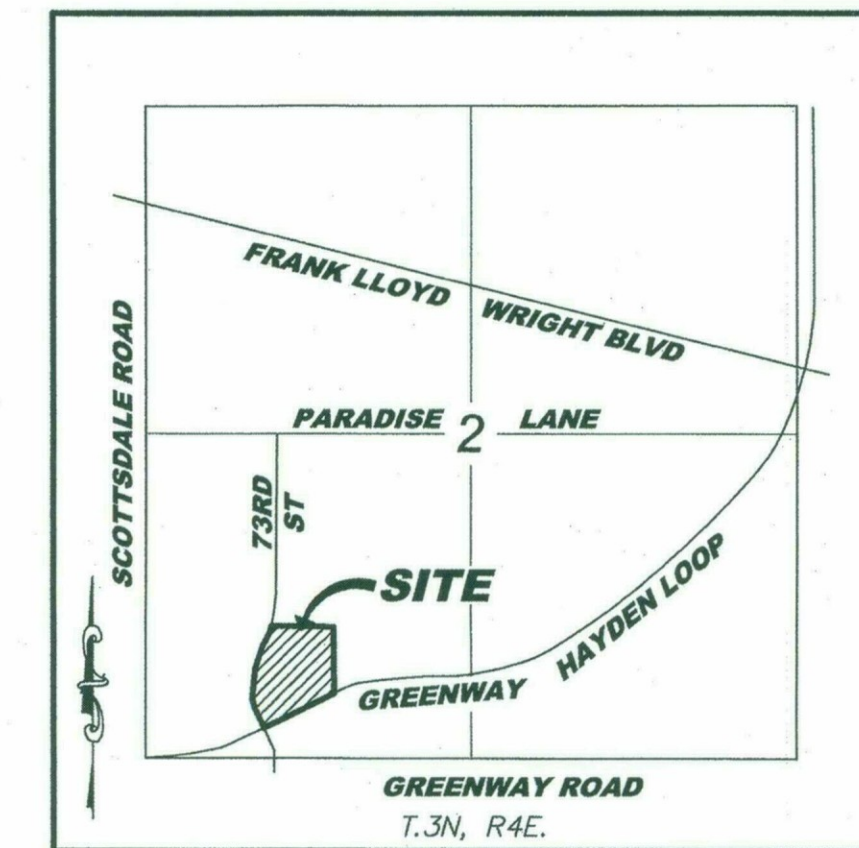 FRANK LLOYD WRIGHT BLVD
SCOTTSDALE ROAD
PARADISE 2 LANE
73RD
ST
SITE
HAYDEN LOOP
GREENWAY
GREENWAY ROAD
T.3N, R4E.